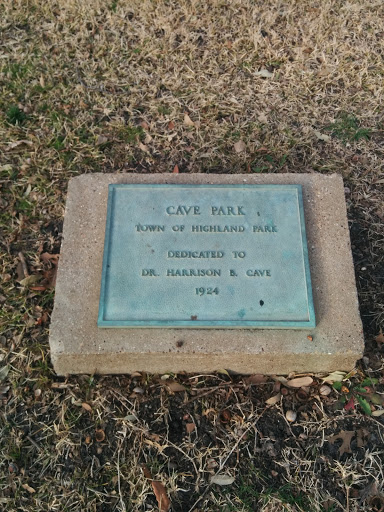 CAVE PARK
TOWN OF HIGHLAND PARK
DEDICATED TO
DR. HARRISON B. CAVE
1924